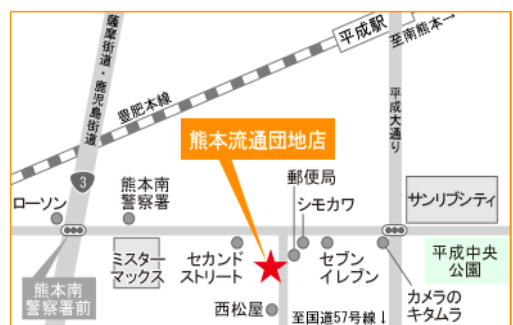 薩摩街道・鹿児島街道
平成駅
至南熊本→
豊肥本線
平成大通り
熊本流通団地店
3
ローソン
熊本南
警察署
郵便局
シモカワ
サンリブシティ
ミスター
マックス
セカンド
ストリート
セブン
イレブン
平成中央
公園
熊本南
警察署前
西松屋
至国道57号線↓
カメラの
キタムラ